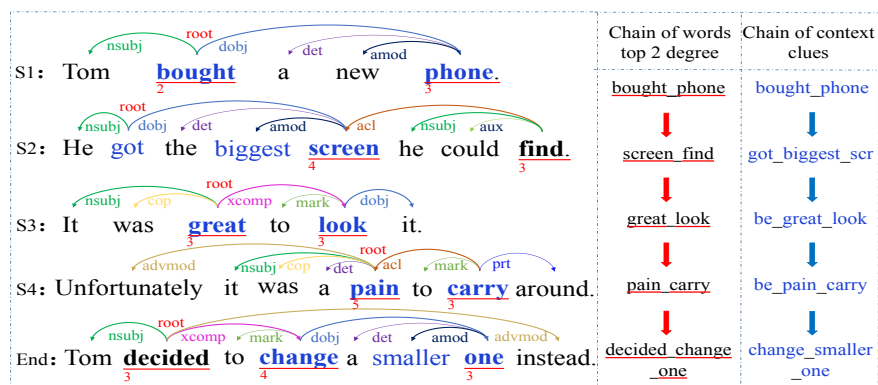 nsubj root dobj det amod
S1: Tom bought a new phone.
2 3
nsubj root dobj det amod acl nsubj aux
S2: He got the biggest screen he could find.
4 3
nsubj cop root xcomp mark dobj
S3: It was great to look it.
3 3
advmod nsubj cop det root acl mark prt
S4: Unfortunately it was a pain to carry around.
5 3
nsubj root xcomp mark dobj det amod advmod
End: Tom decided to change a smaller one instead.
3 4 3
Chain of words
top 2 degree
bought_phone
screen_find
great_look
pain_carry
decided_change
_one
Chain of context
clues
bought_phone
got_biggest_scr
be_great_look
be_pain_carry
change_smaller
_one